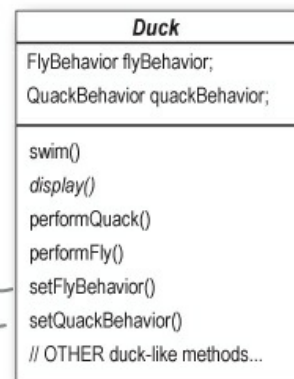 Duck
FlyBehavior flyBehavior;
QuackBehavior quackBehavior;
swim()
display()
performQuack()
performFly()
setFlyBehavior()
setQuackBehavior()
// OTHER duck-like methods...